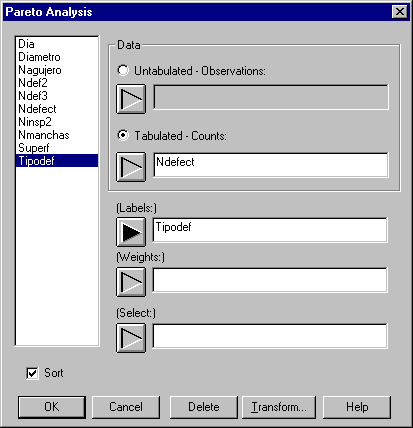 Pareto Analysis
Dia
Diametro
Nagujero
Ndef2
Ndef3
Ndefect
Ninsp2
Nmanchas
Superf
Tipodef
Data
Untabulated - Observations:
Tabulated - Counts:
Ndefect
(Labels:)
Tipodef
(Weights:)
(Select:)
Sort
OK
Cancel
Delete
Transform...
Help